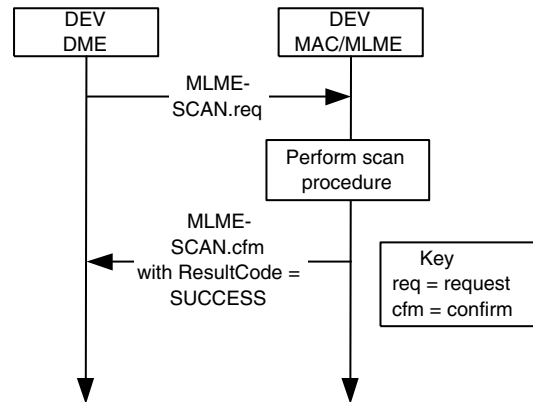 DEV
DME
DEV
MAC/MLME
MLME-
SCAN.req
Perform scan
procedure
MLME-
SCAN.cfm
with ResultCode =
SUCCESS
Key
req = request
cfm = confirm